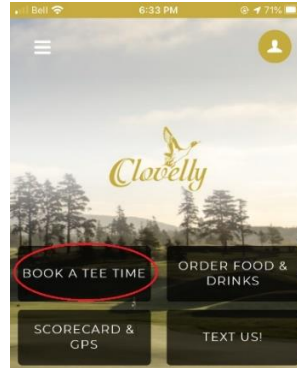 Bell 6:33 PM 71%
Clovelly
BOOK A TEE TIME
ORDER FOOD &
DRINKS
SCORECARD &
GPS
TEXT US!